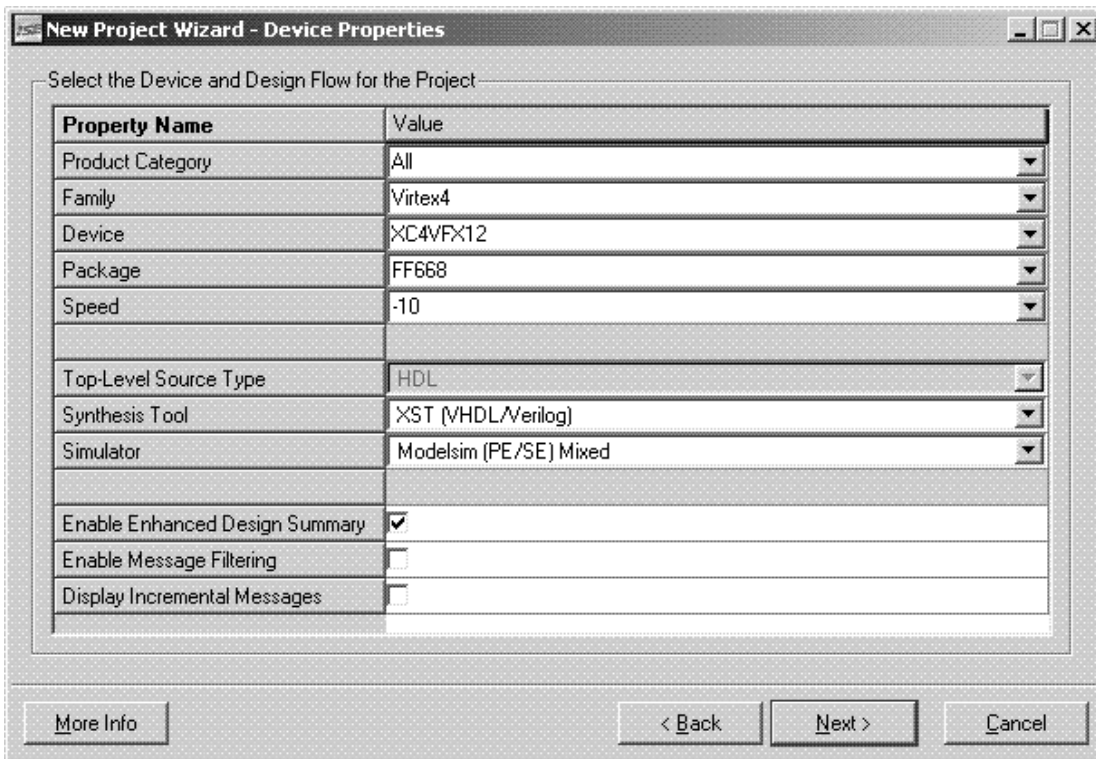 ISE New Project Wizard - Device Properties
Select the Device and Design Flow for the Project
Property Name Value
Product Category All
Family Virtex4
Device XC4VFX12
Package FF668
Speed -10
Top-Level Source Type HDL
Synthesis Tool XST (VHDL/Verilog)
Simulator Modelsim (PE/SE) Mixed
Enable Enhanced Design Summary
Enable Message Filtering
Display Incremental Messages
More Info < Back Next > Cancel